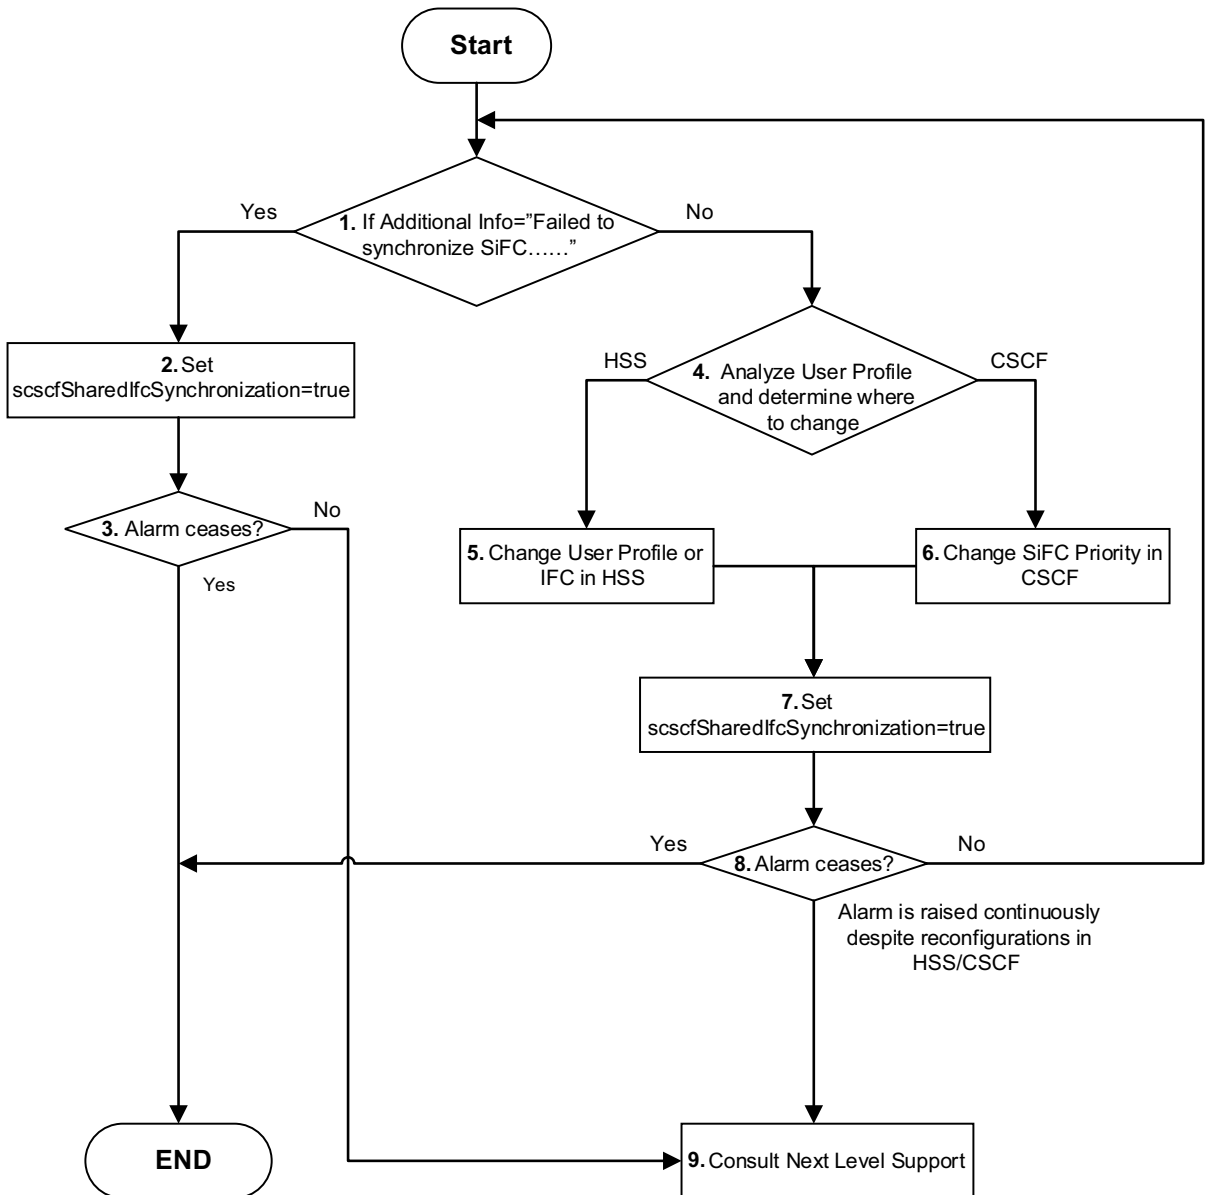 Start
Yes
No
1. If Additional Info=”Failed to
synchronize SiFC……”
2. Set
scscfSharedIfcSynchronization=true
HSS
CSCF
4. Analyze User Profile
and determine where
to change
3. Alarm ceases?
No
Yes
5. Change User Profile or
IFC in HSS
6. Change SiFC Priority in
CSCF
7. Set
scscfSharedIfcSynchronization=true
Yes
No
8. Alarm ceases?
Alarm is raised continuously
despite reconfigurations in
HSS/CSCF
END
9. Consult Next Level Support